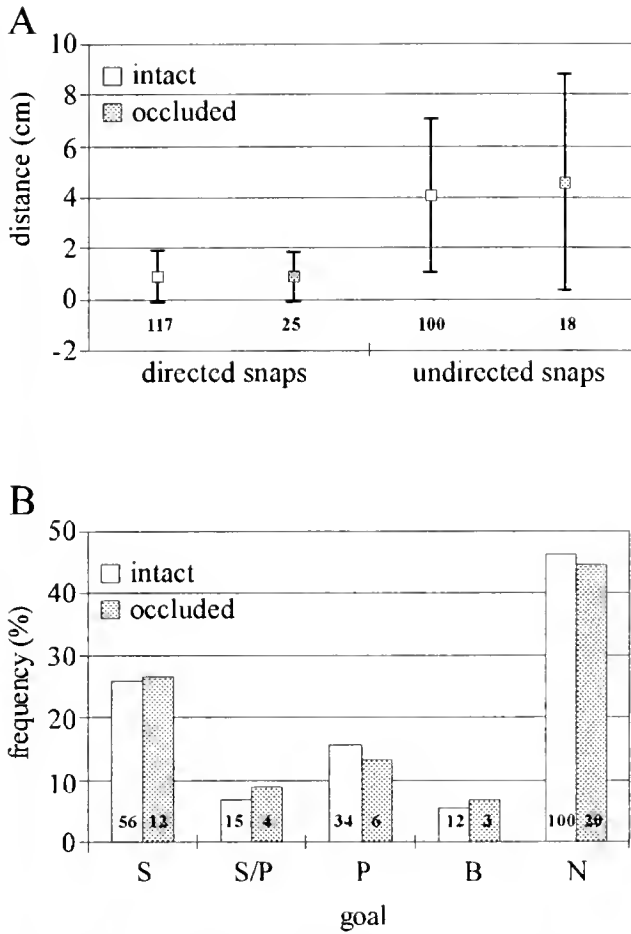 A
distance (cm)
10
8
6
4
2
0
-2
intact
occluded
117 25 100 18
directed snaps undirected snaps
B
frequency (%)
50
40
30
20
10
0
intact
occluded
56 12 15 4 34 6 12 3 100 20
S S/P P B N
goal